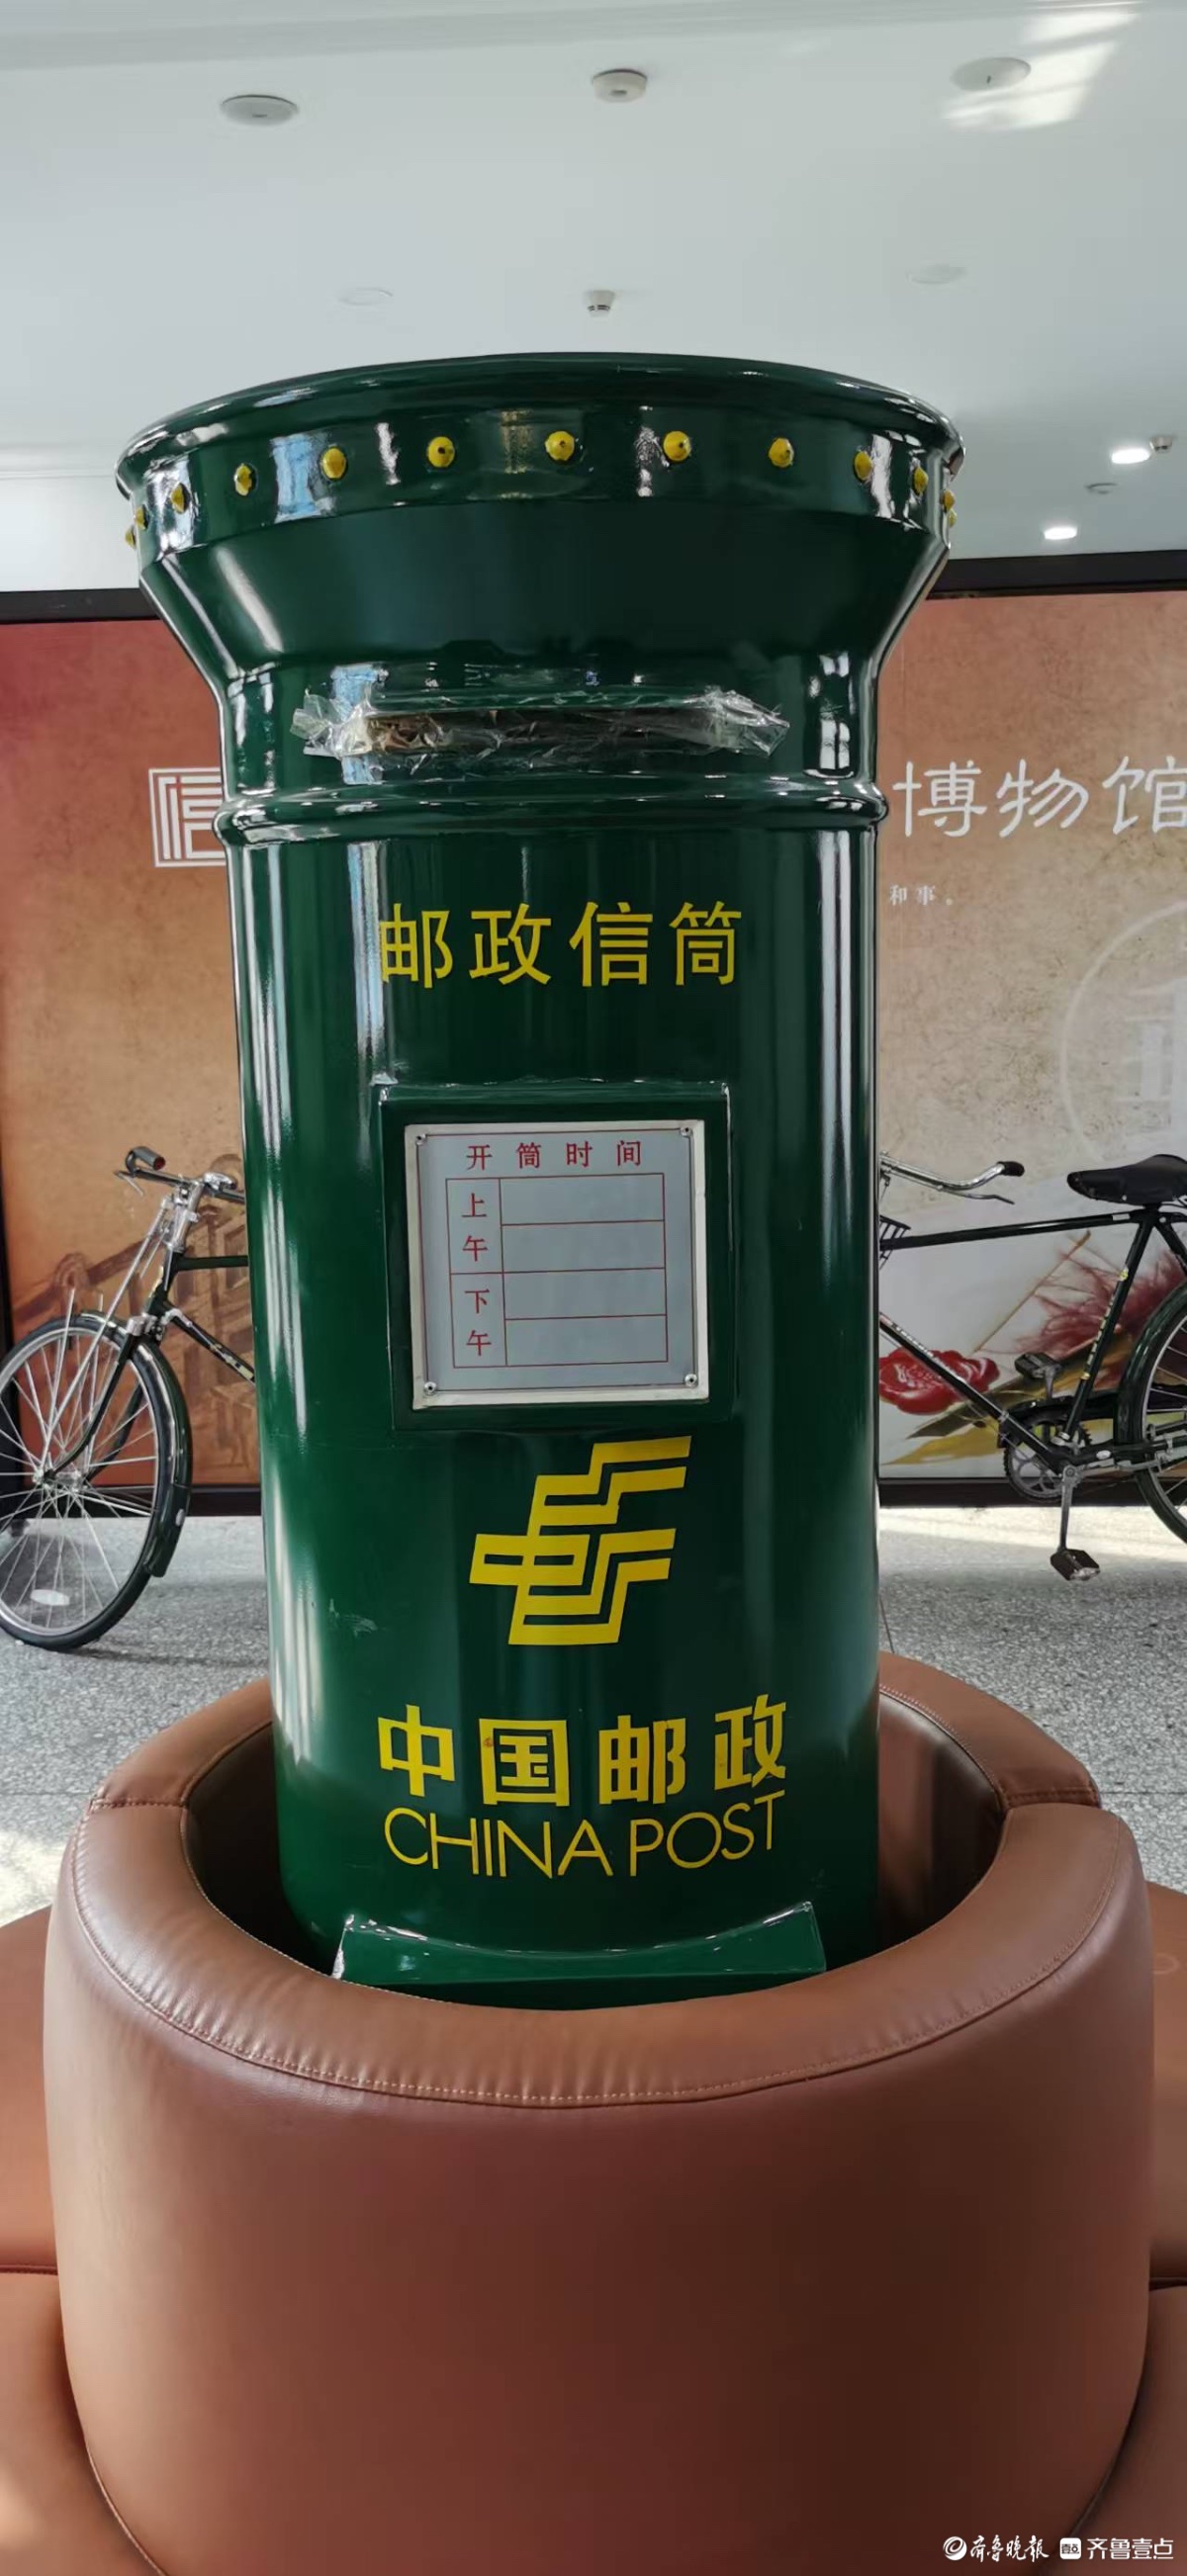 博物馆
和事。
邮政信筒
开筒时间
上午
下午
中国邮政
CHINA POST
齐鲁晚报 齐鲁壹点